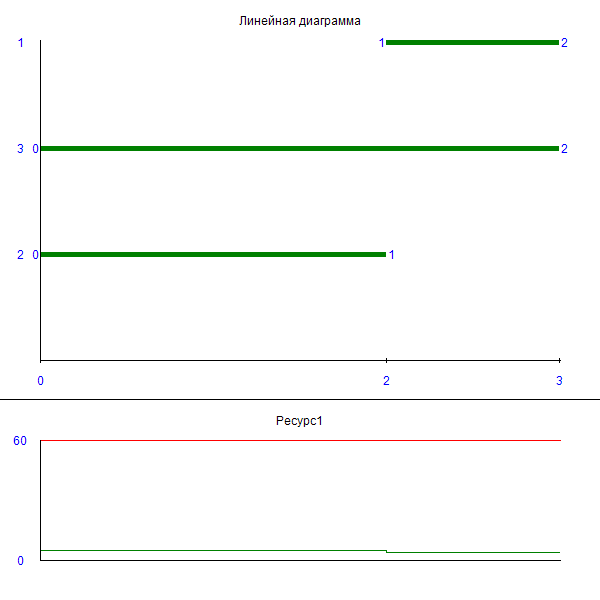 Линейная диаграмма
1 1 2
3 0 2
2 0 1
0 2 3
Ресурс1
60
0